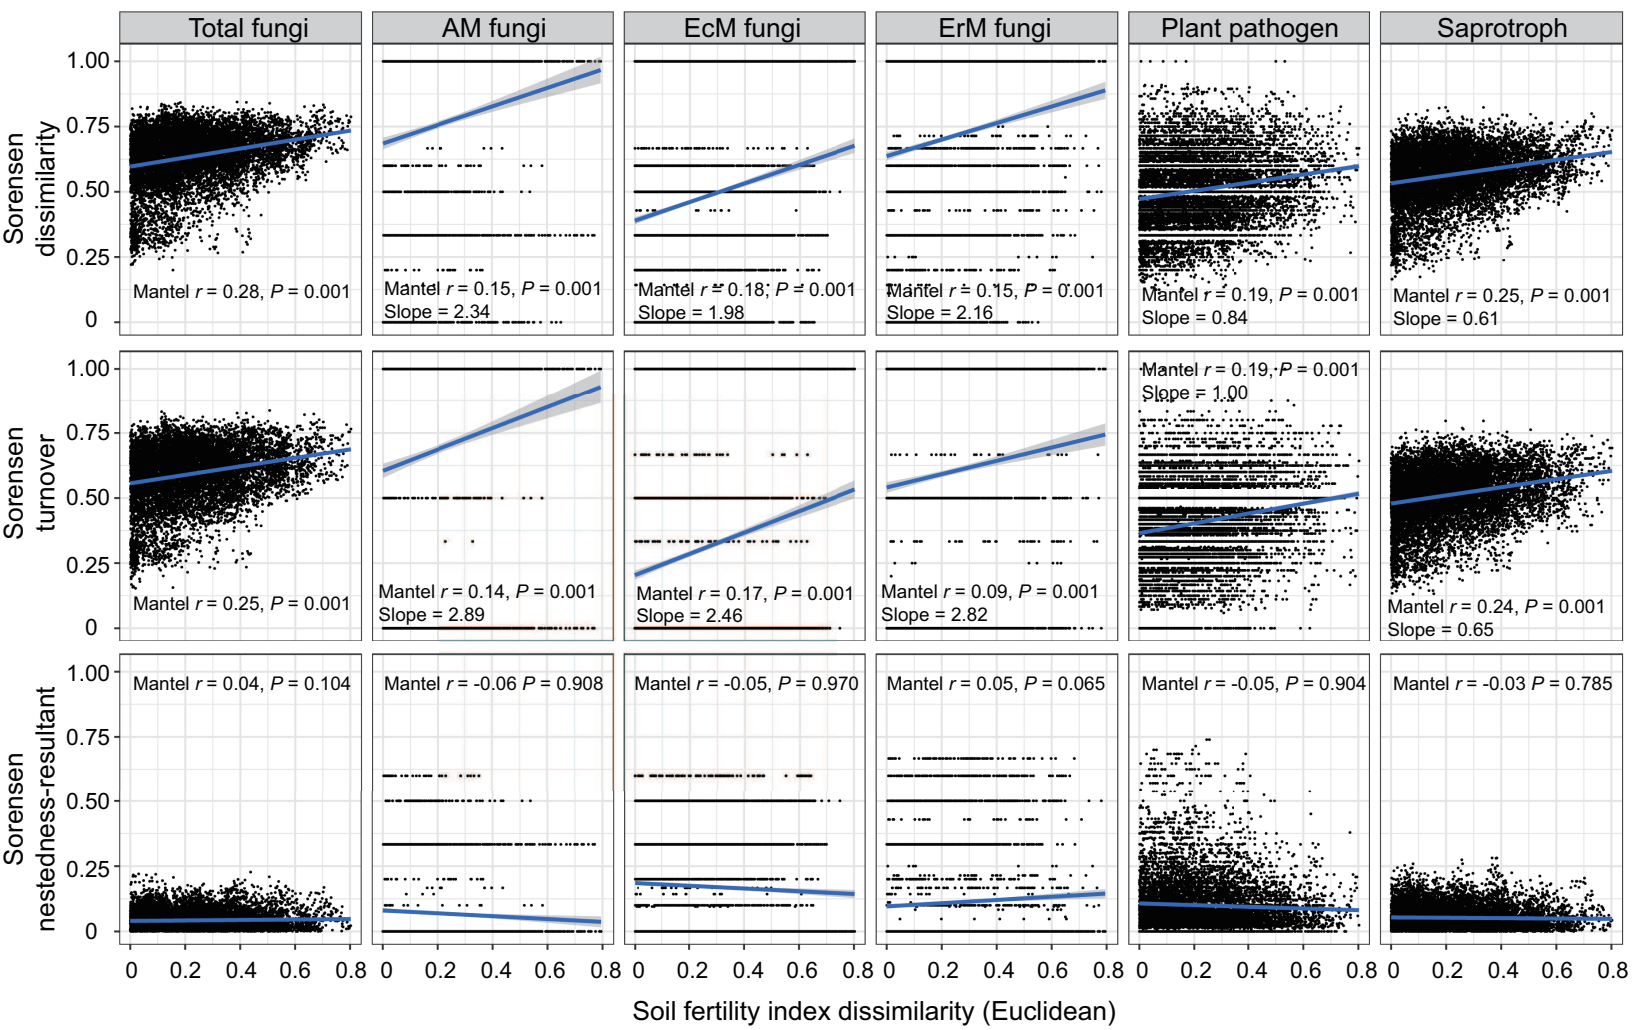 Total fungi
AM fungi
EcM fungi
ErM fungi
Plant pathogen
Saprotroph
Sorensen
dissimilarity
1.00
0.75
0.50
0.25
0
Mantel r = 0.28, P = 0.001
Mantel r = 0.15, P = 0.001
Slope = 2.34
Mantel r = 0.18, P = 0.001
Slope = 1.98
Mantel r = 0.15, P = 0.001
Slope = 2.16
Mantel r = 0.19, P = 0.001
Slope = 0.84
Mantel r = 0.25, P = 0.001
Slope = 0.61
Sorensen
turnover
1.00
0.75
0.50
0.25
0
Mantel r = 0.25, P = 0.001
Mantel r = 0.14, P = 0.001
Slope = 2.89
Mantel r = 0.17, P = 0.001
Slope = 2.46
Mantel r = 0.09, P = 0.001
Slope = 2.82
Mantel r = 0.19, P = 0.001
Slope = 1.00
Mantel r = 0.24, P = 0.001
Slope = 0.65
Sorensen
nestedness-resultant
1.00
0.75
0.50
0.25
0
Mantel r = 0.04, P = 0.104
Mantel r = -0.06 P = 0.908
Mantel r = -0.05, P = 0.970
Mantel r = 0.05, P = 0.065
Mantel r = -0.05, P = 0.904
Mantel r = -0.03 P = 0.785
0 0.2 0.4 0.6 0.8
0 0.2 0.4 0.6 0.8
0 0.2 0.4 0.6 0.8
0 0.2 0.4 0.6 0.8
0 0.2 0.4 0.6 0.8
0 0.2 0.4 0.6 0.8
Soil fertility index dissimilarity (Euclidean)